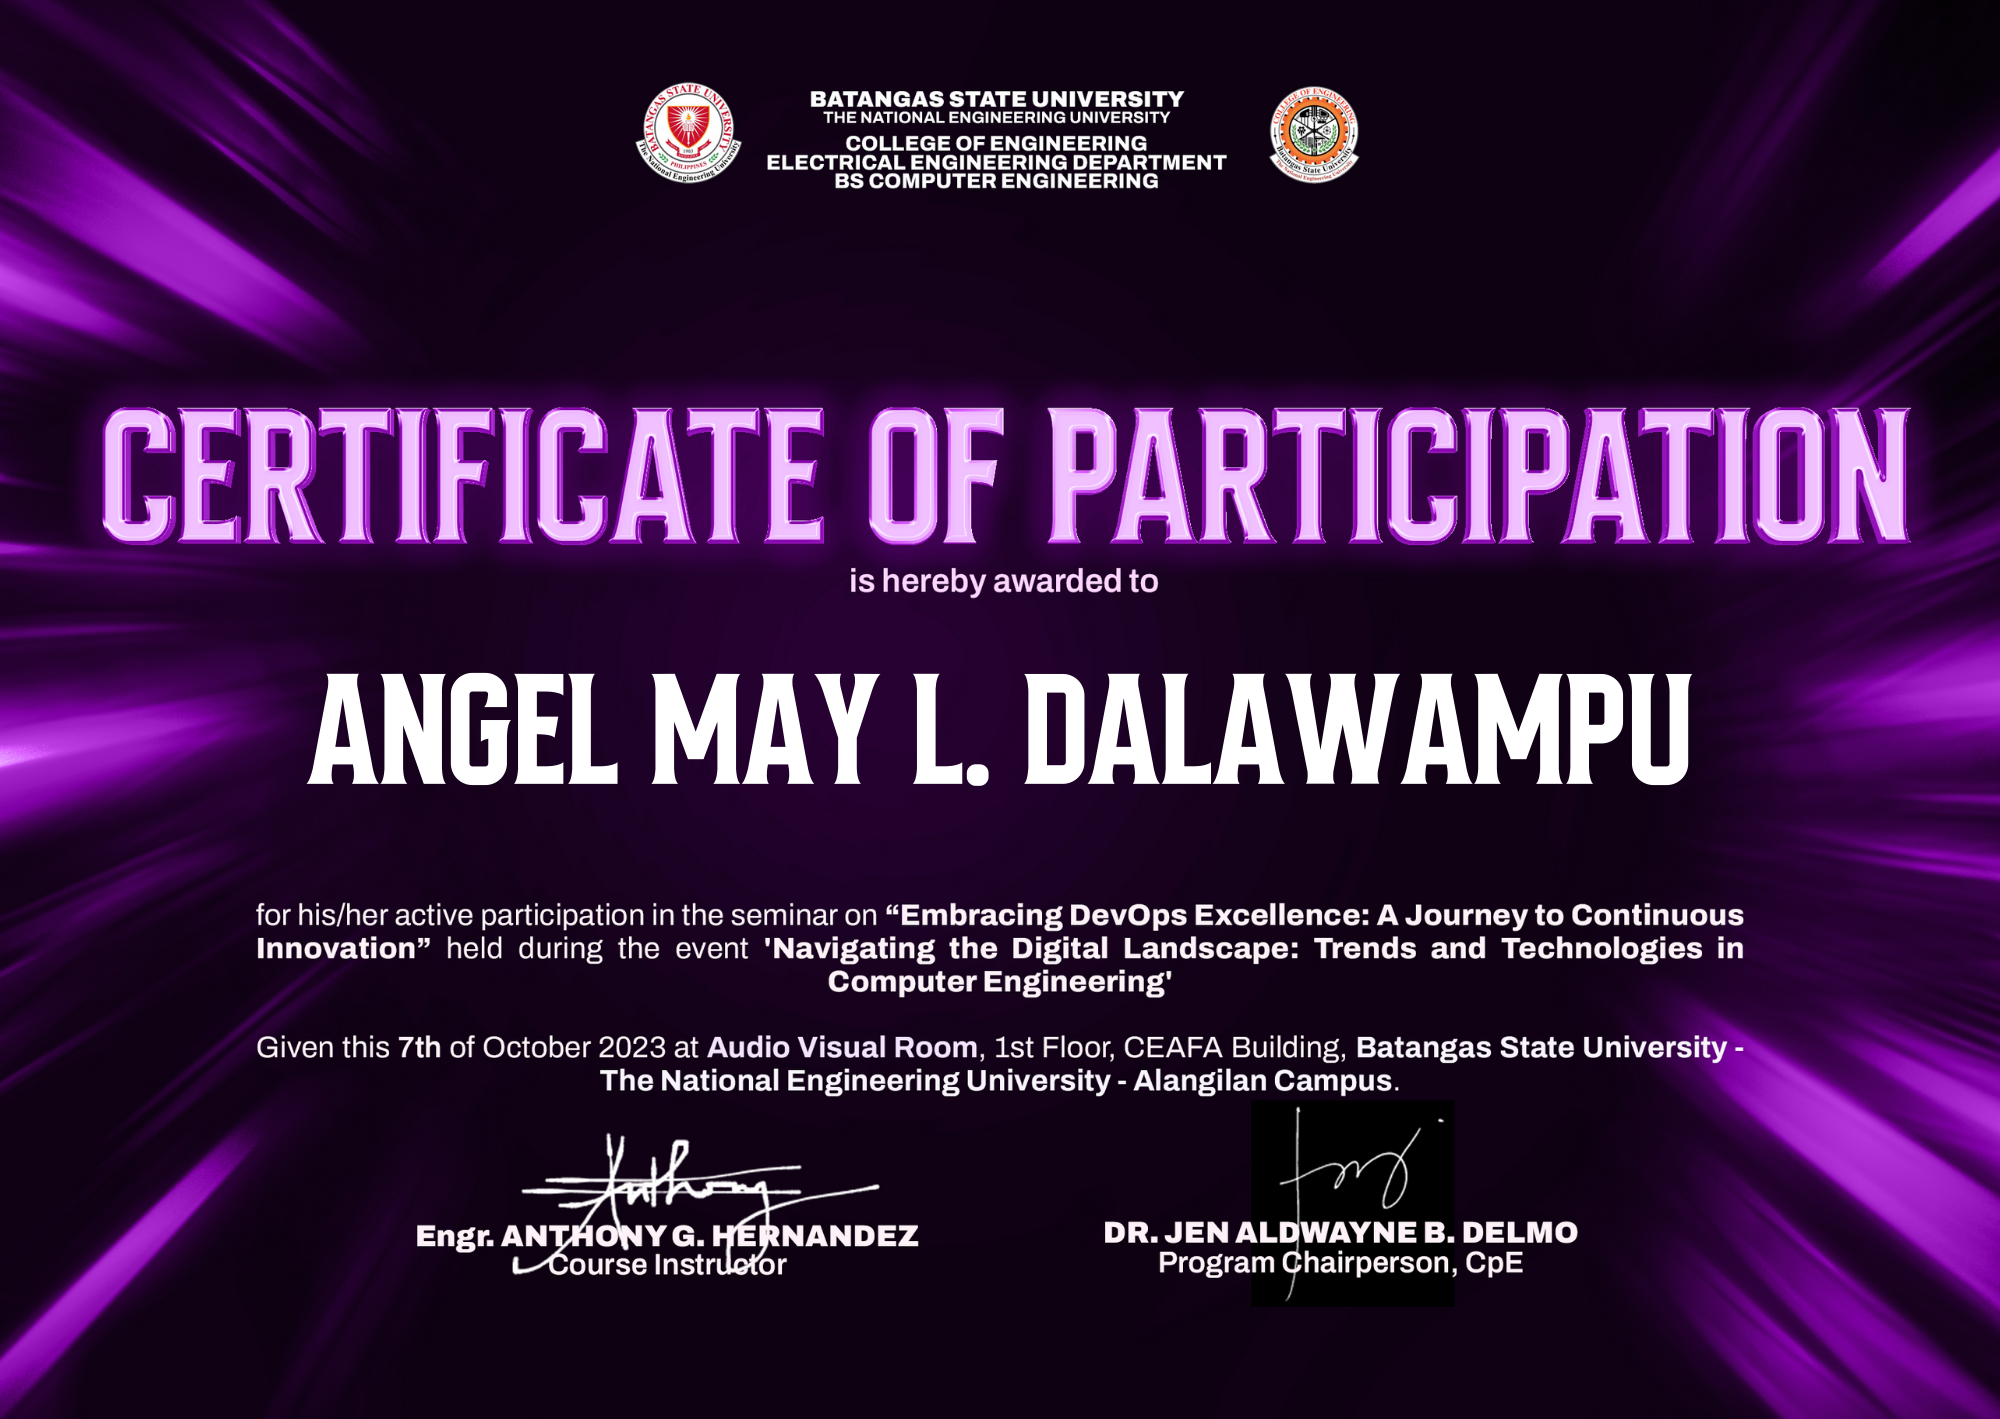 BATANGAS STATE UNIVERSITY
THE NATIONAL ENGINEERING UNIVERSITY
COLLEGE OF ENGINEERING
ELECTRICAL ENGINEERING DEPARTMENT
BS COMPUTER ENGINEERING
BATANGAS STATE UNIVERSITY
1903
PHILIPPINES
The National Engineering University
COLLEGE OF ENGINEERING
Batangas State University
The National Engineering University
CERTIFICATE OF PARTICIPATION
is hereby awarded to
ANGEL MAY L. DALAWAMPU
for his/her active participation in the seminar on “Embracing DevOps Excellence: A Journey to Continuous
Innovation” held during the event 'Navigating the Digital Landscape: Trends and Technologies in
Computer Engineering'
Given this 7th of October 2023 at Audio Visual Room, 1st Floor, CEAFA Building, Batangas State University -
The National Engineering University - Alangilan Campus.
Anthony
Engr. ANTHONY G. HERNANDEZ
Course Instructor
DR. JEN ALDWAYNE B. DELMO
Program Chairperson, CpE